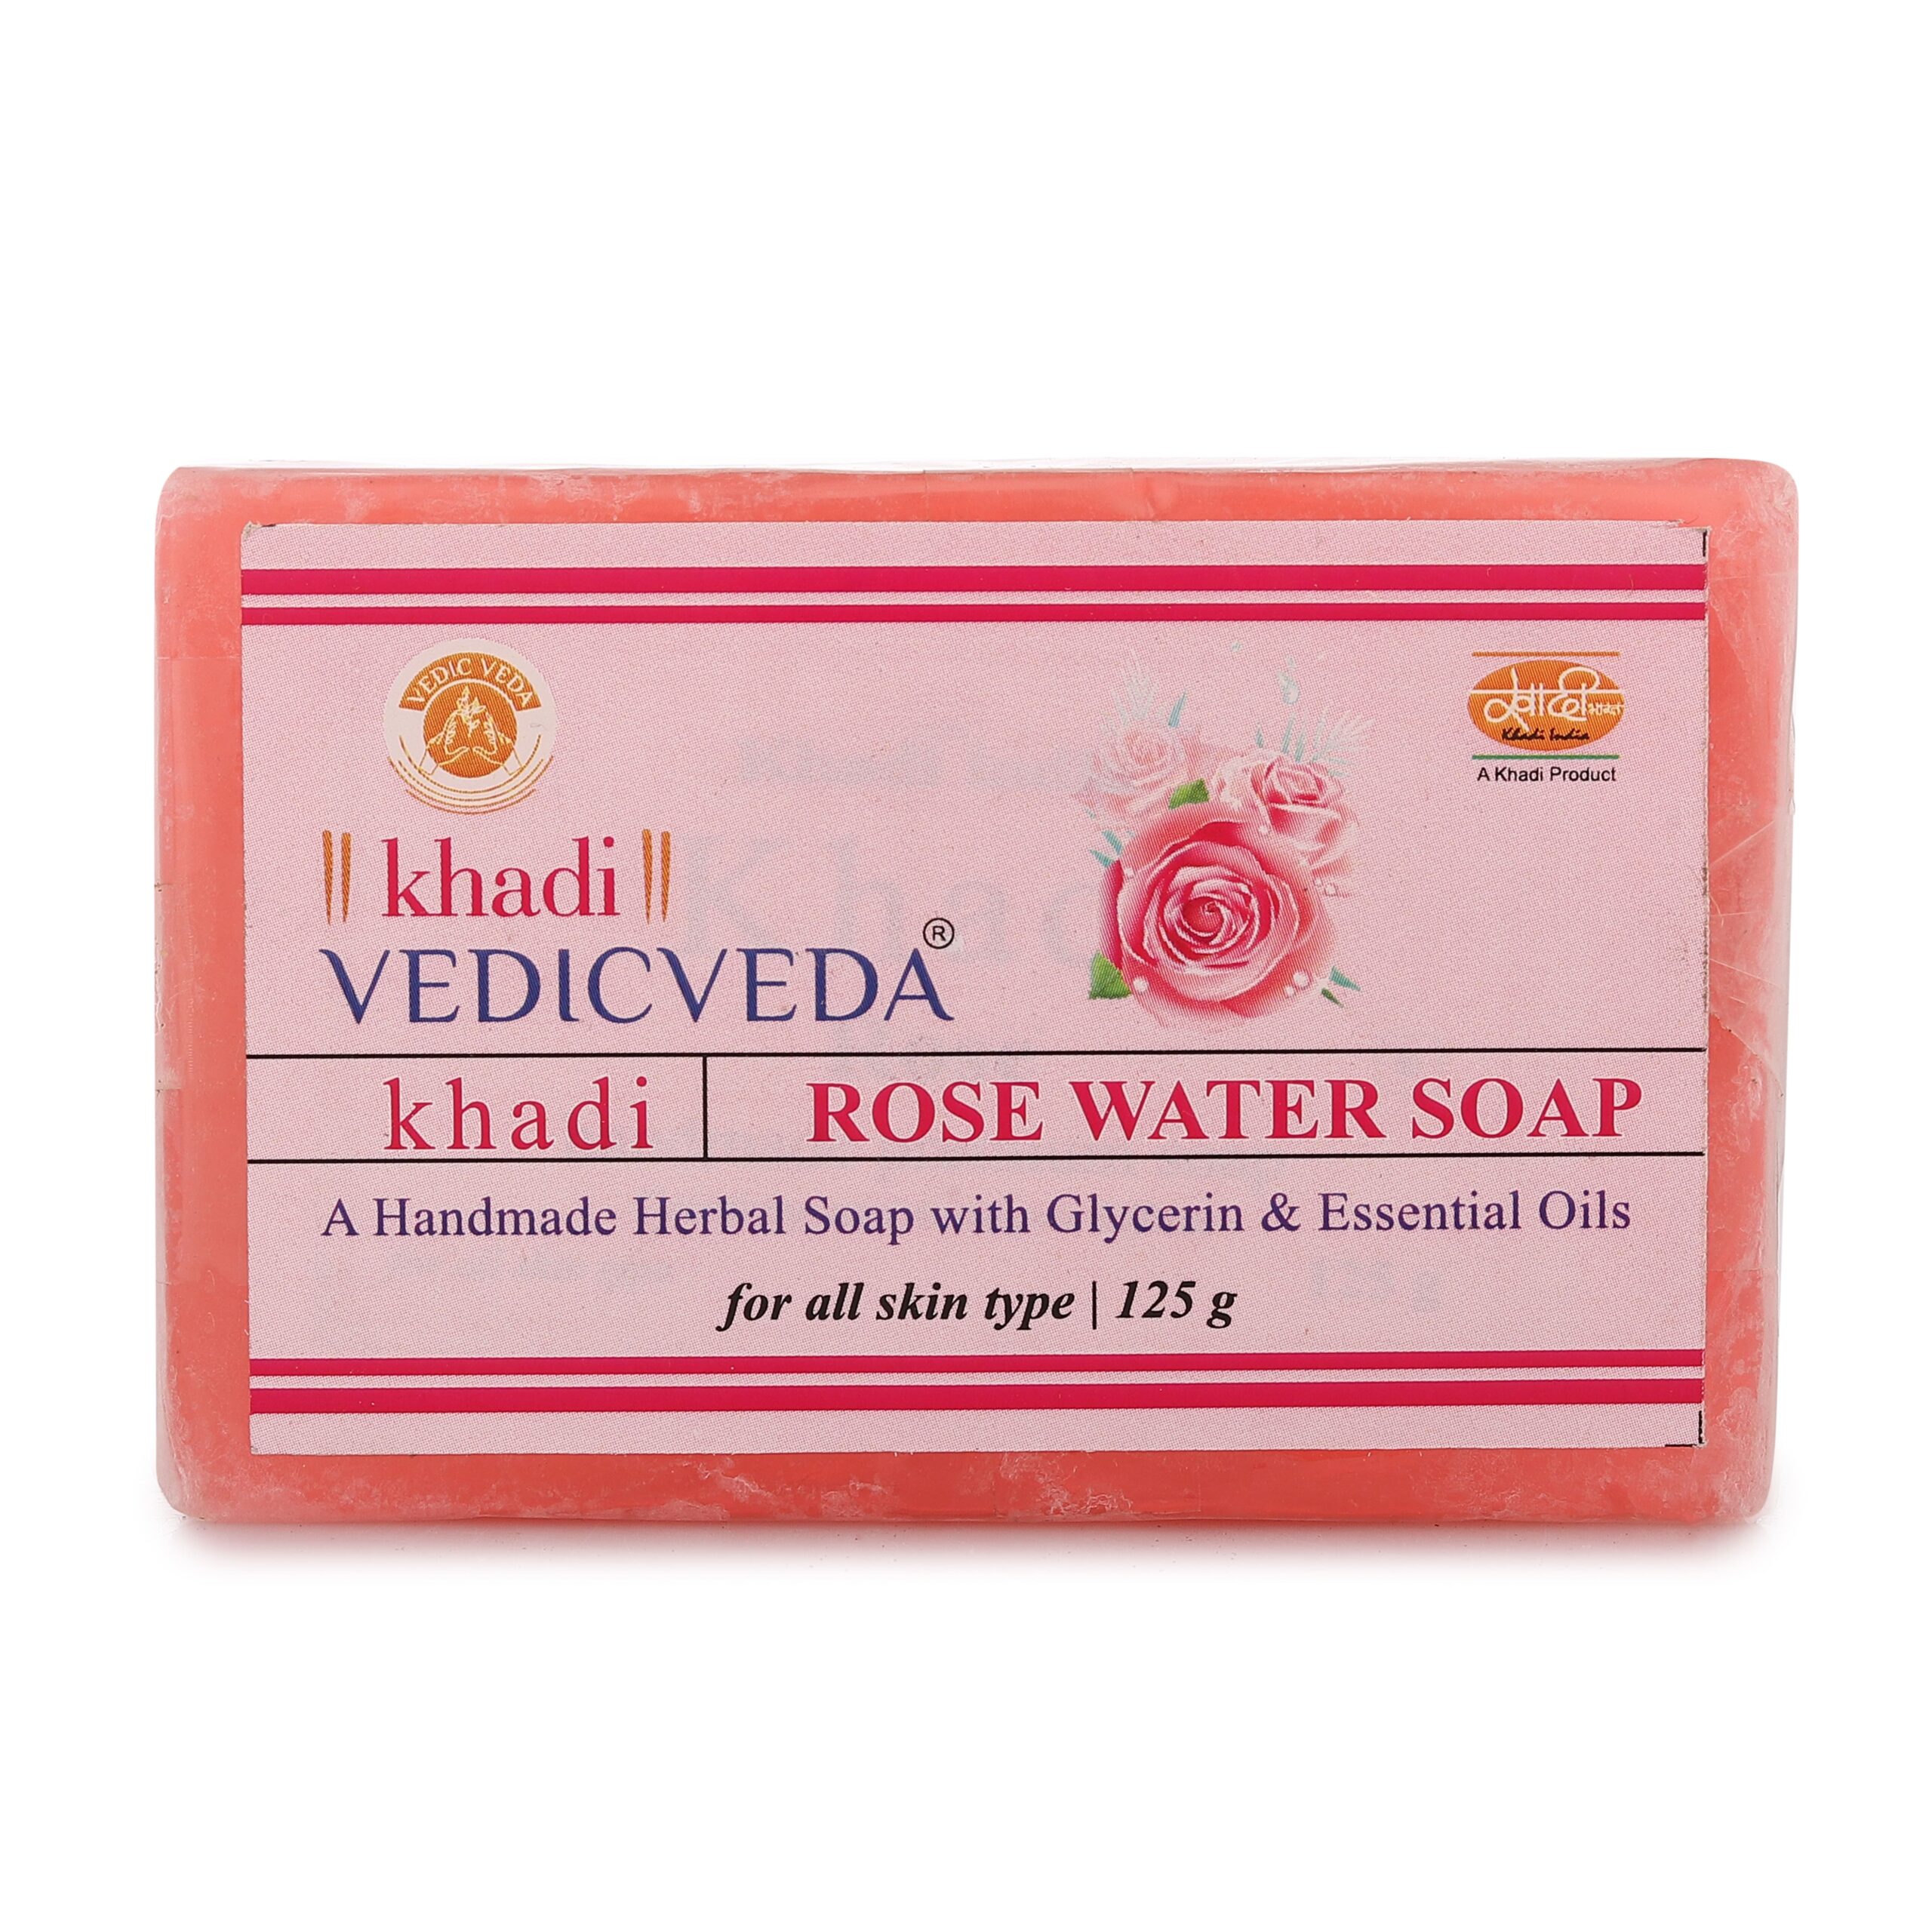 VEDIC VEDA
खादी भारत
Khadi India
A Khadi Product
khadi
VEDICVEDA®
khadi | ROSE WATER SOAP
A Handmade Herbal Soap with Glycerin & Essential Oils
for all skin type | 125 g